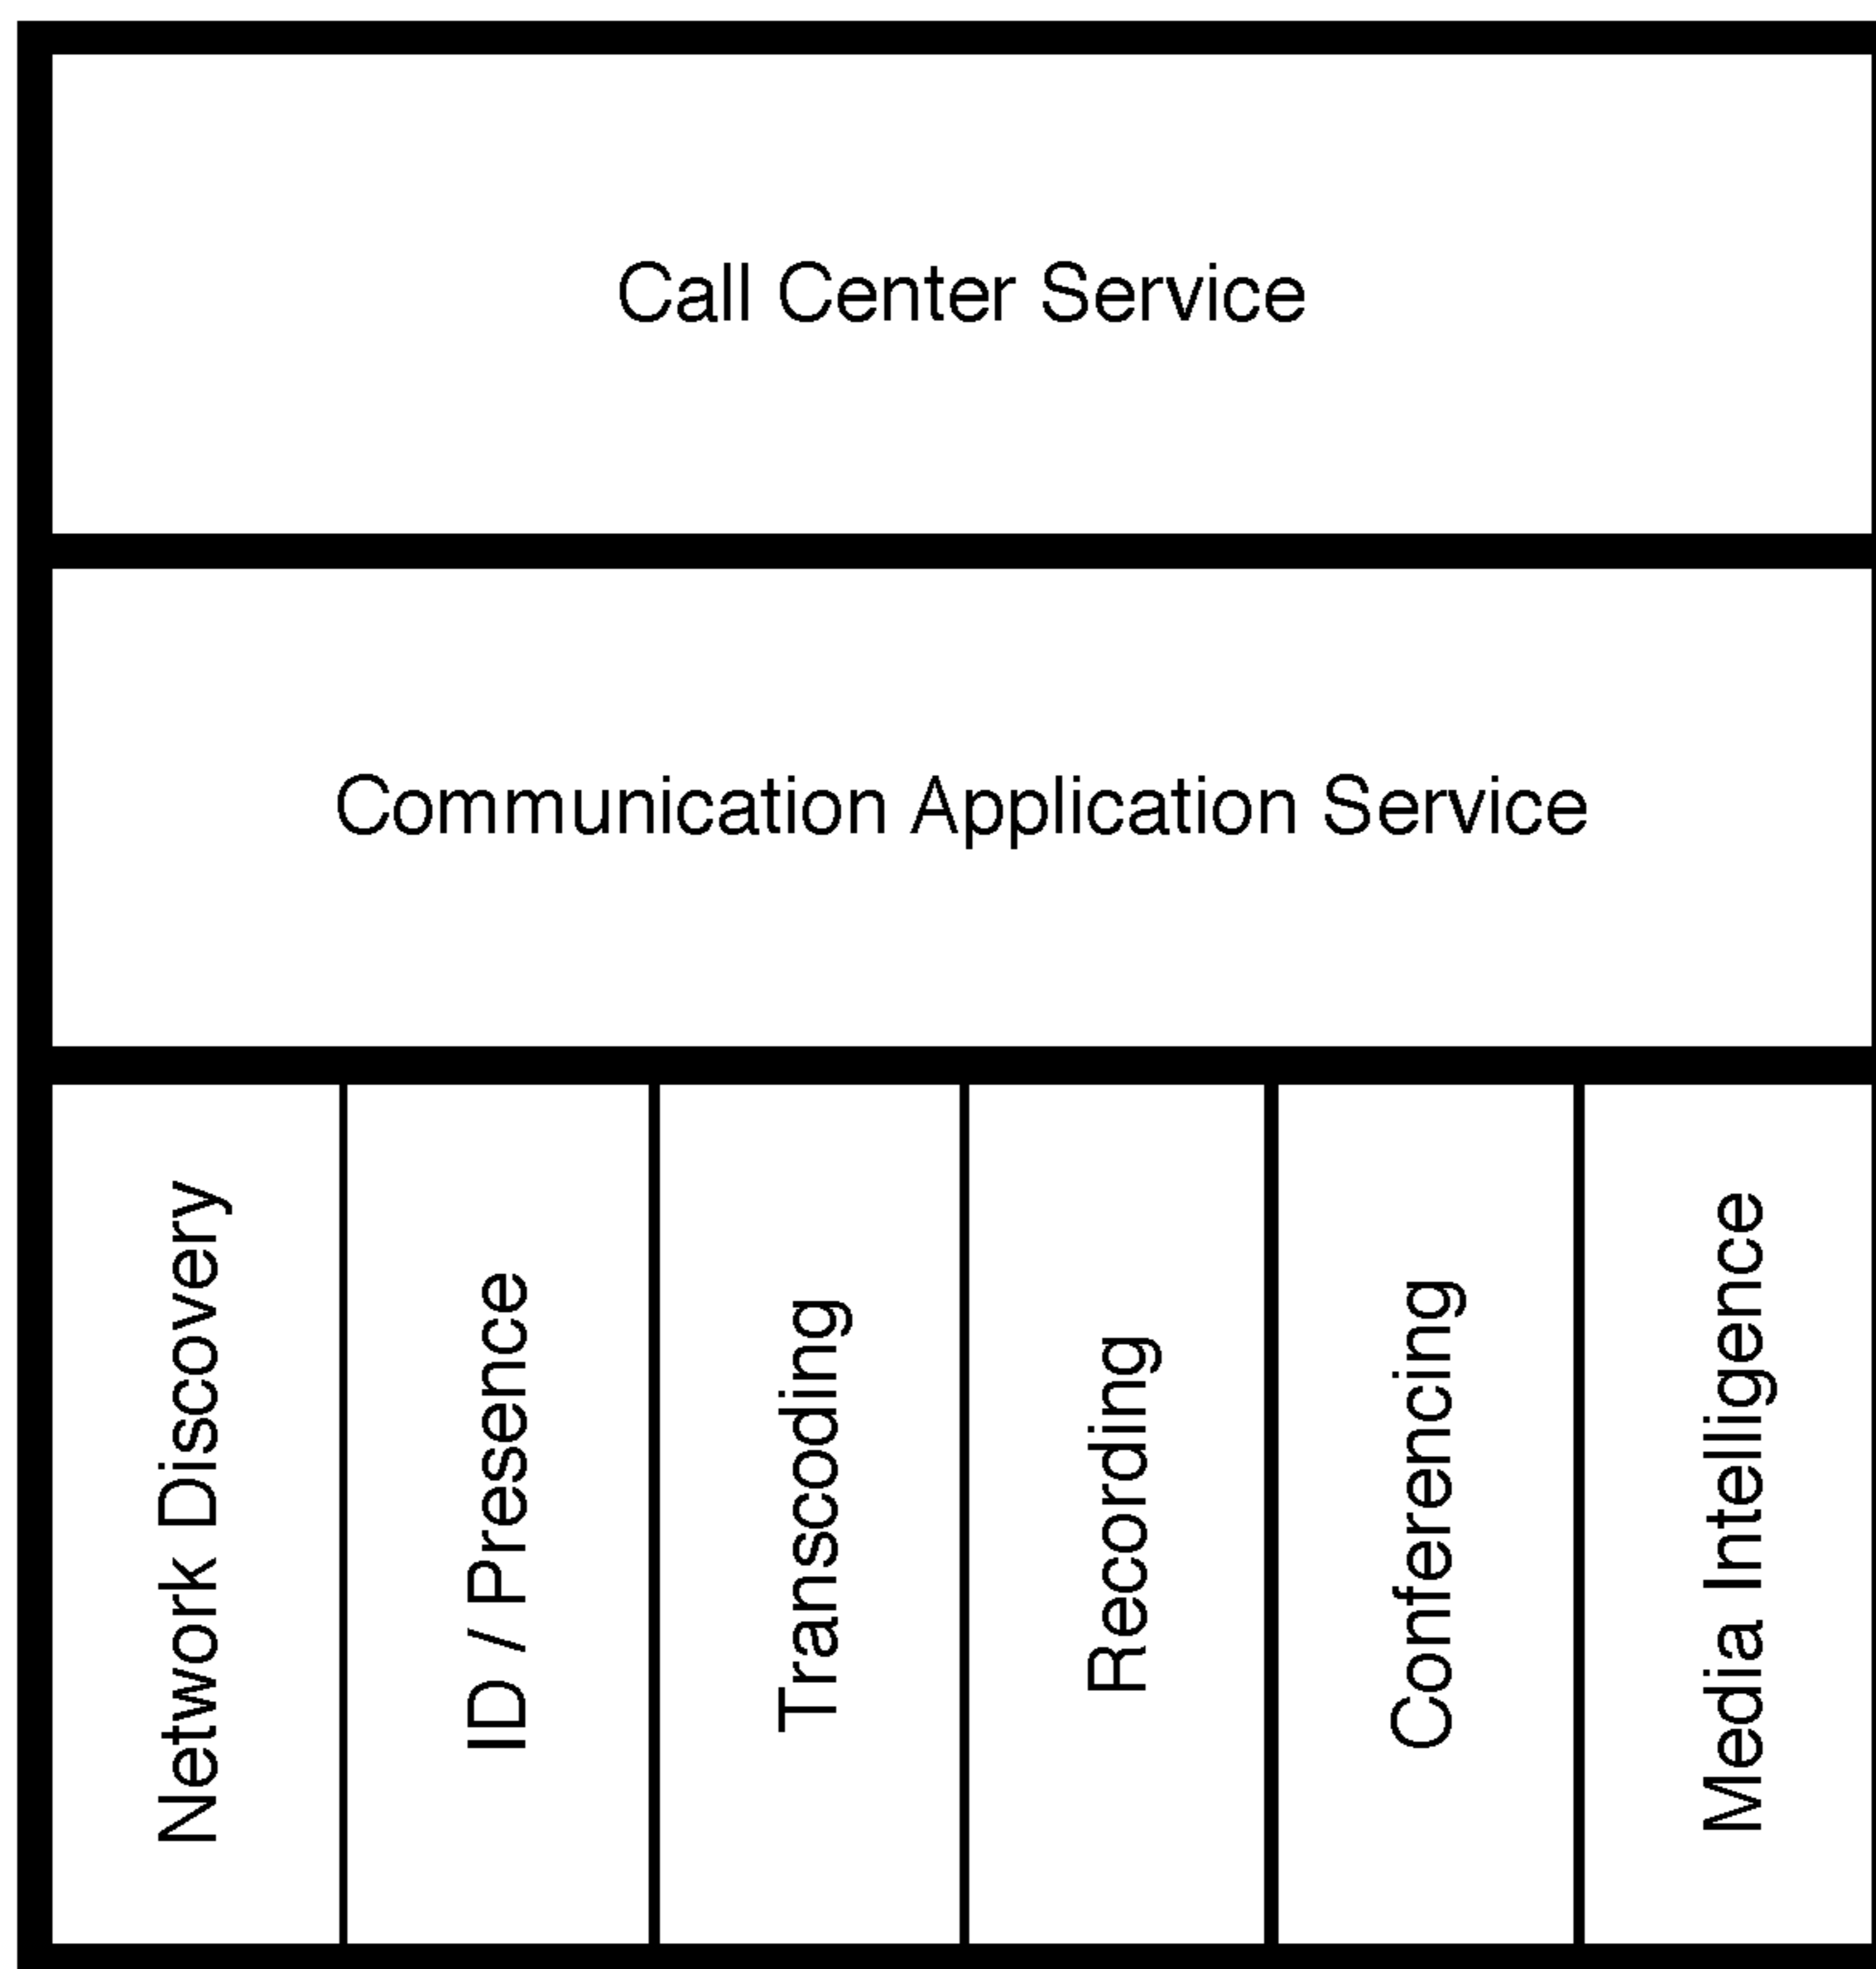 Call Center Service
Communication Application Service
Network Discovery
ID / Presence
Transcoding
Recording
Conferencing
Media Intelligence